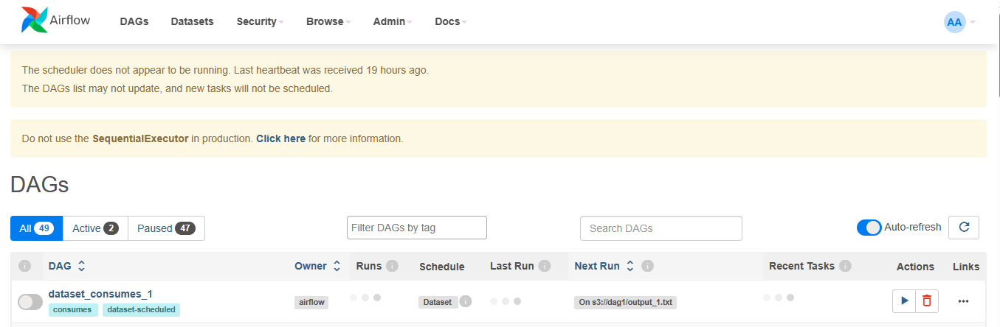 Airflow DAGs Datasets Security Browse Admin Docs AA
The scheduler does not appear to be running. Last heartbeat was received 19 hours ago.
The DAGs list may not update, and new tasks will not be scheduled.
Do not use the SequentialExecutor in production. Click here for more information.
DAGs
All 49 Active 2 Paused 47 Filter DAGs by tag Search DAGs Auto-refresh
i DAG Owner Runs i Schedule Last Run i Next Run i Recent Tasks i Actions Links
dataset_consumes_1
airflow Dataset i On s3://dag1/output_1.txt
consumes dataset-scheduled